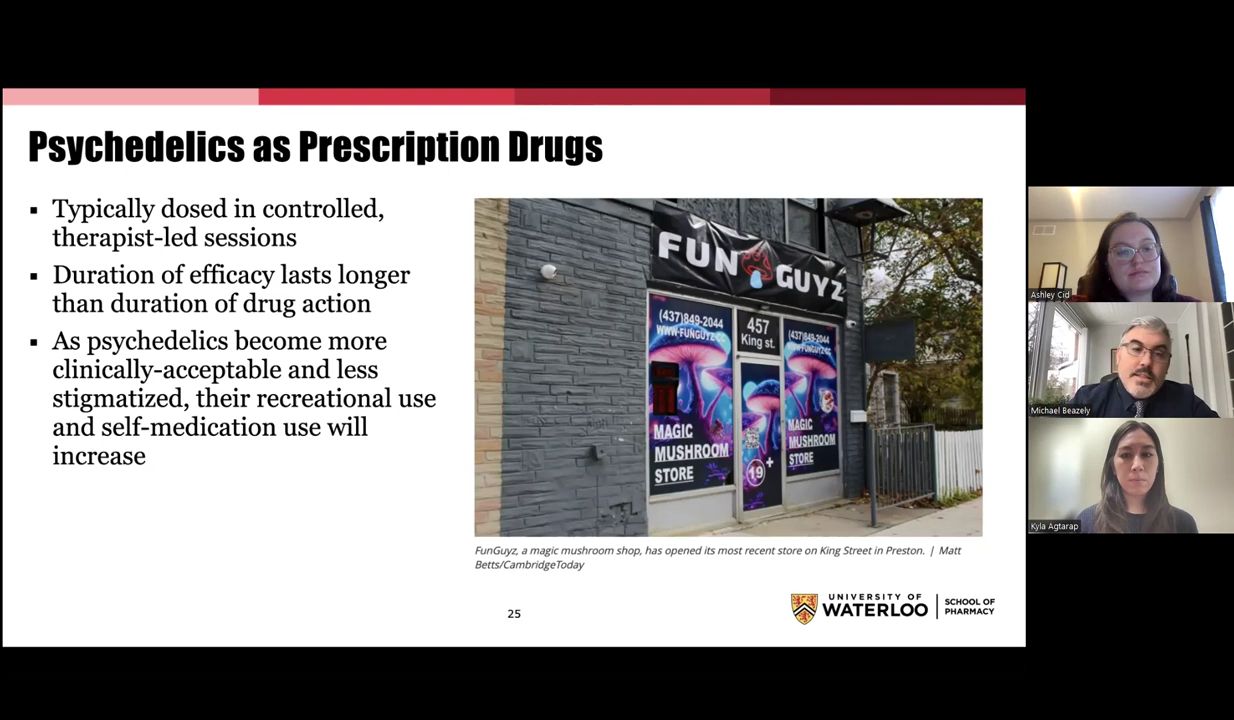 Psychedelics as Prescription Drugs
▪ Typically dosed in controlled,
therapist-led sessions
▪ Duration of efficacy lasts longer
than duration of drug action
▪ As psychedelics become more
clinically-acceptable and less
stigmatized, their recreational use
and self-medication use will
increase
FUN GUYZ
(437)849-2044
WWW.FUNGUYZ.CC
457
King st.
(437)849-2044
WWW.FUNGUYZ.CC
MAGIC
MUSHROOM
STORE
19+
MAGIC
MUSHROOM
STORE
FunGuyz, a magic mushroom shop, has opened its most recent store on King Street in Preston. | Matt
Betts/CambridgeToday
25
UNIVERSITY OF
WATERLOO
SCHOOL OF
PHARMACY
Ashley Cid
Michael Beazely
Kyla Agtarap